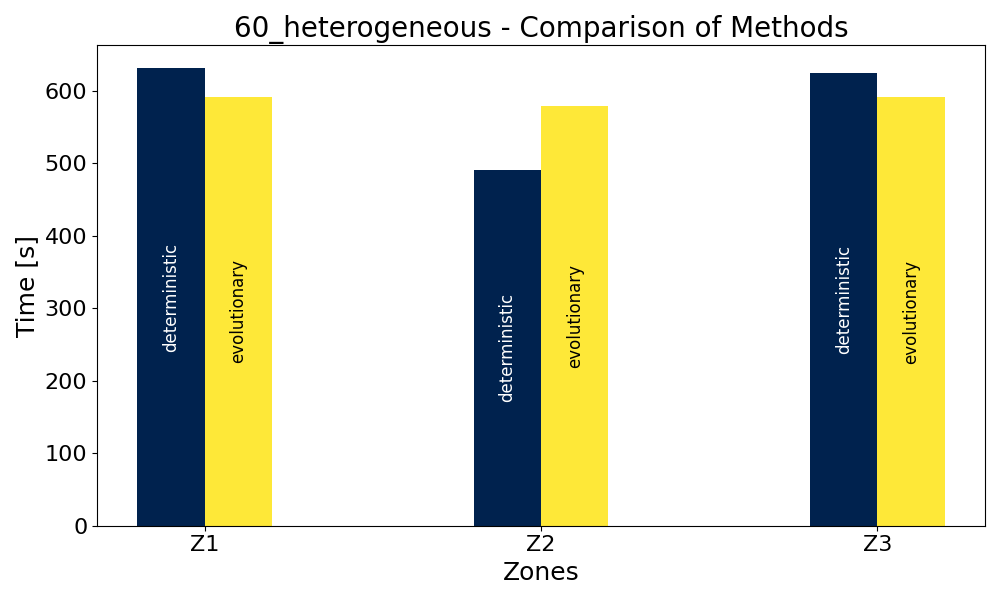 60_heterogeneous - Comparison of Methods
Time [s]
600
500
400
300
200
100
0
deterministic
evolutionary
deterministic
evolutionary
deterministic
evolutionary
Z1
Z2
Z3
Zones